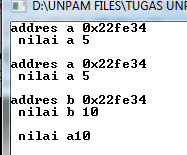 D:\UNPAM FILES\TUGAS UNP
addres a 0x22fe34
nilai a 5
addres a 0x22fe34
nilai a 5
addres b 0x22fe34
nilai b 10
nilai a10